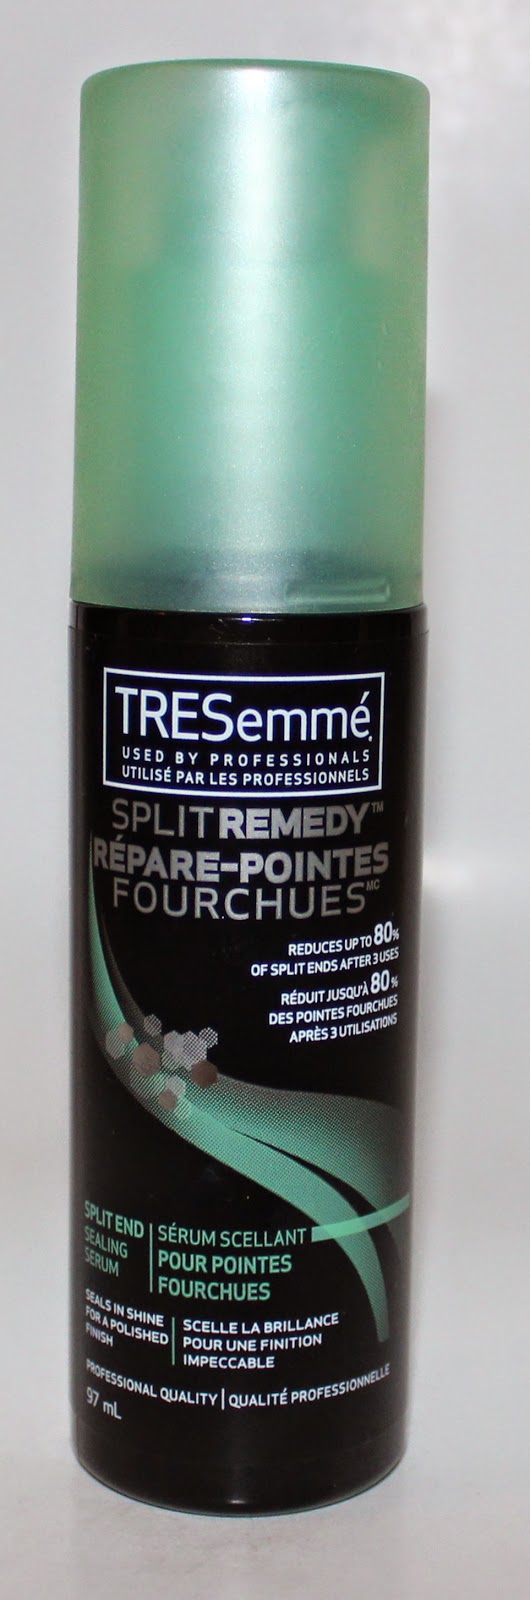 TRESemmé
USED BY PROFESSIONALS
UTILISÉ PAR LES PROFESSIONNELS
SPLIT REMEDY™
RÉPARE-POINTES
FOURCHUES MC
REDUCES UP TO 80%
OF SPLIT ENDS AFTER 3 USES
RÉDUIT JUSQU'À 80%
DES POINTES FOURCHUES
APRÈS 3 UTILISATIONS
SPLIT END
SEALING
SERUM
SÉRUM SCELLANT
POUR POINTES
FOURCHUES
SEALS IN SHINE
FOR A POLISHED
FINISH
SCELLE LA BRILLANCE
POUR UNE FINITION
IMPECCABLE
PROFESSIONAL QUALITY | QUALITÉ PROFESSIONNELLE
97 mL